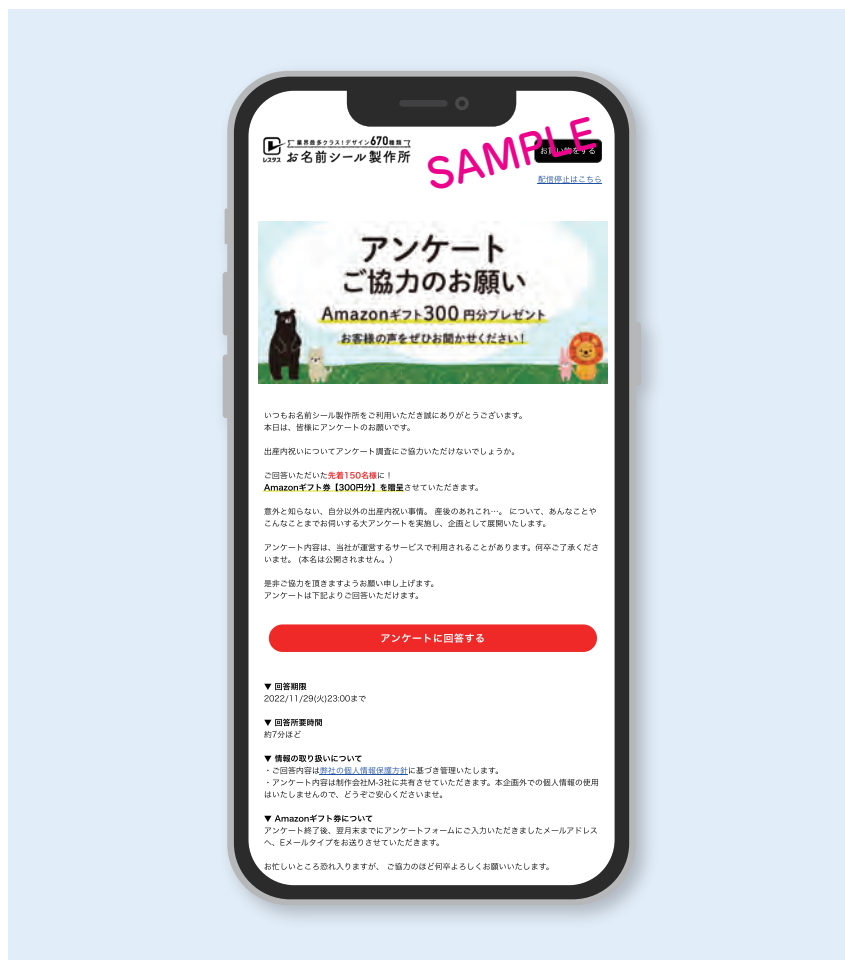 業界最多クラス!デザイン670種類
レスタス
お名前シール製作所
SAMPLE
お買い物をする
配信停止はこちら
アンケート
ご協力のお願い
Amazonギフト300円分プレゼント
お客様の声をぜひお聞かせください!
いつもお名前シール製作所をご利用いただき誠にありがとうございます。
本日は、皆様にアンケートのお願いです。
出産内祝いについてアンケート調査にご協力いただけないでしょうか。
ご回答いただいた先着150名様に!
Amazonギフト券【300円分】を贈呈させていただきます。
意外と知らない、自分以外の出産内祝い事情。 産後のあれこれ…。 について、あんなことや
こんなことまでお伺いする大アンケートを実施し、企画として展開いたします。
アンケート内容は、当社が運営するサービスで利用されることがあります。何卒ご了承くださ
いませ。 (本名は公開されません。)
是非ご協力を頂きますようお願い申し上げます。
アンケートは下記よりご回答いただけます。
アンケートに回答する
▼ 回答期限
2022/11/29(火)23:00まで
▼ 回答所要時間
約7分ほど
▼ 情報の取り扱いについて
・ご回答内容は弊社の個人情報保護方針に基づき管理いたします。
・アンケート内容は制作会社M-3社に共有させていただきます。本企画外での個人情報の使用
はいたしませんので、どうぞご安心くださいませ。
▼ Amazonギフト券について
アンケート終了後、翌月末までにアンケートフォームにご入力いただきましたメールアドレス
へ、Eメールタイプをお送りさせていただきます。
お忙しいところ恐れ入りますが、 ご協力のほど何卒よろしくお願いいたします。